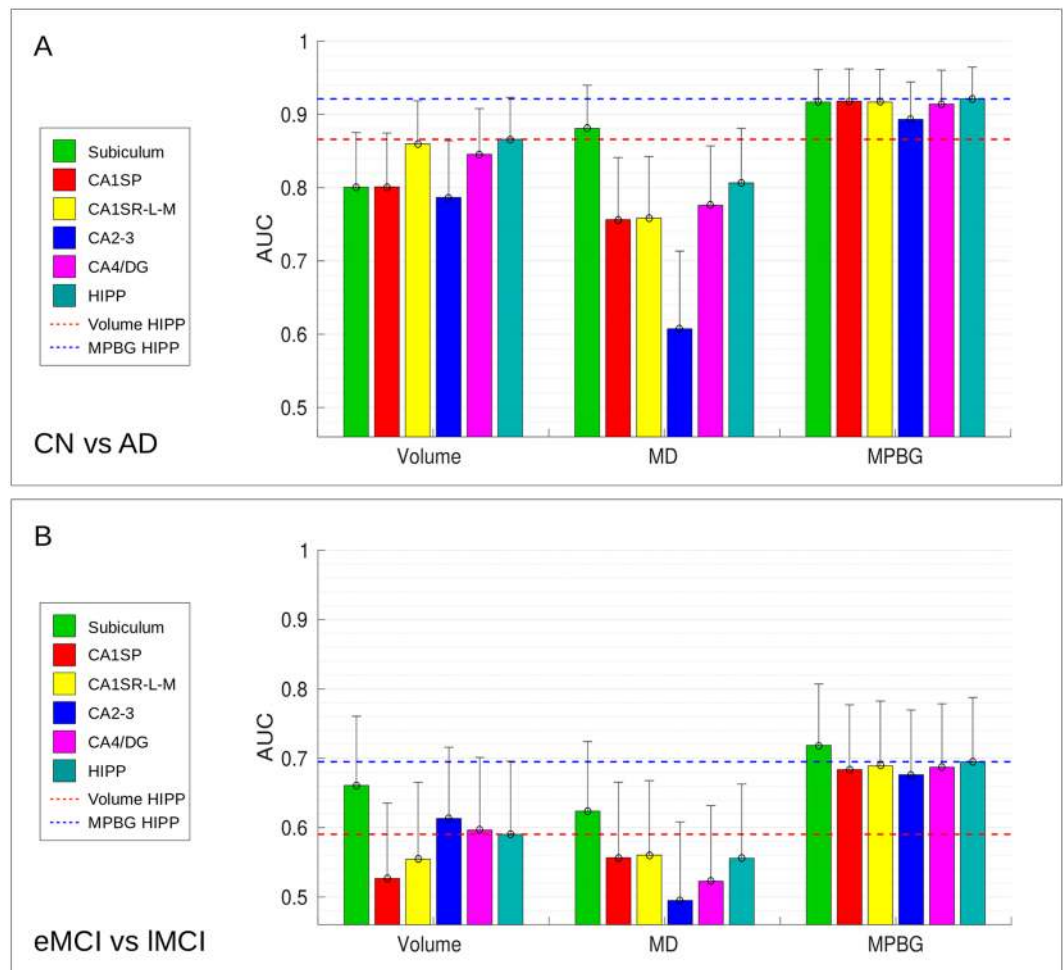 A
1
0.9
0.8
0.7
0.6
0.5
AUC
Subiculum
CA1SP
CA1SR-L-M
CA2-3
CA4/DG
HIPP
Volume HIPP
MPBG HIPP
CN vs AD
Volume MD MPBG
B
1
0.9
0.8
0.7
0.6
0.5
AUC
Subiculum
CA1SP
CA1SR-L-M
CA2-3
CA4/DG
HIPP
Volume HIPP
MPBG HIPP
eMCI vs lMCI
Volume MD MPBG